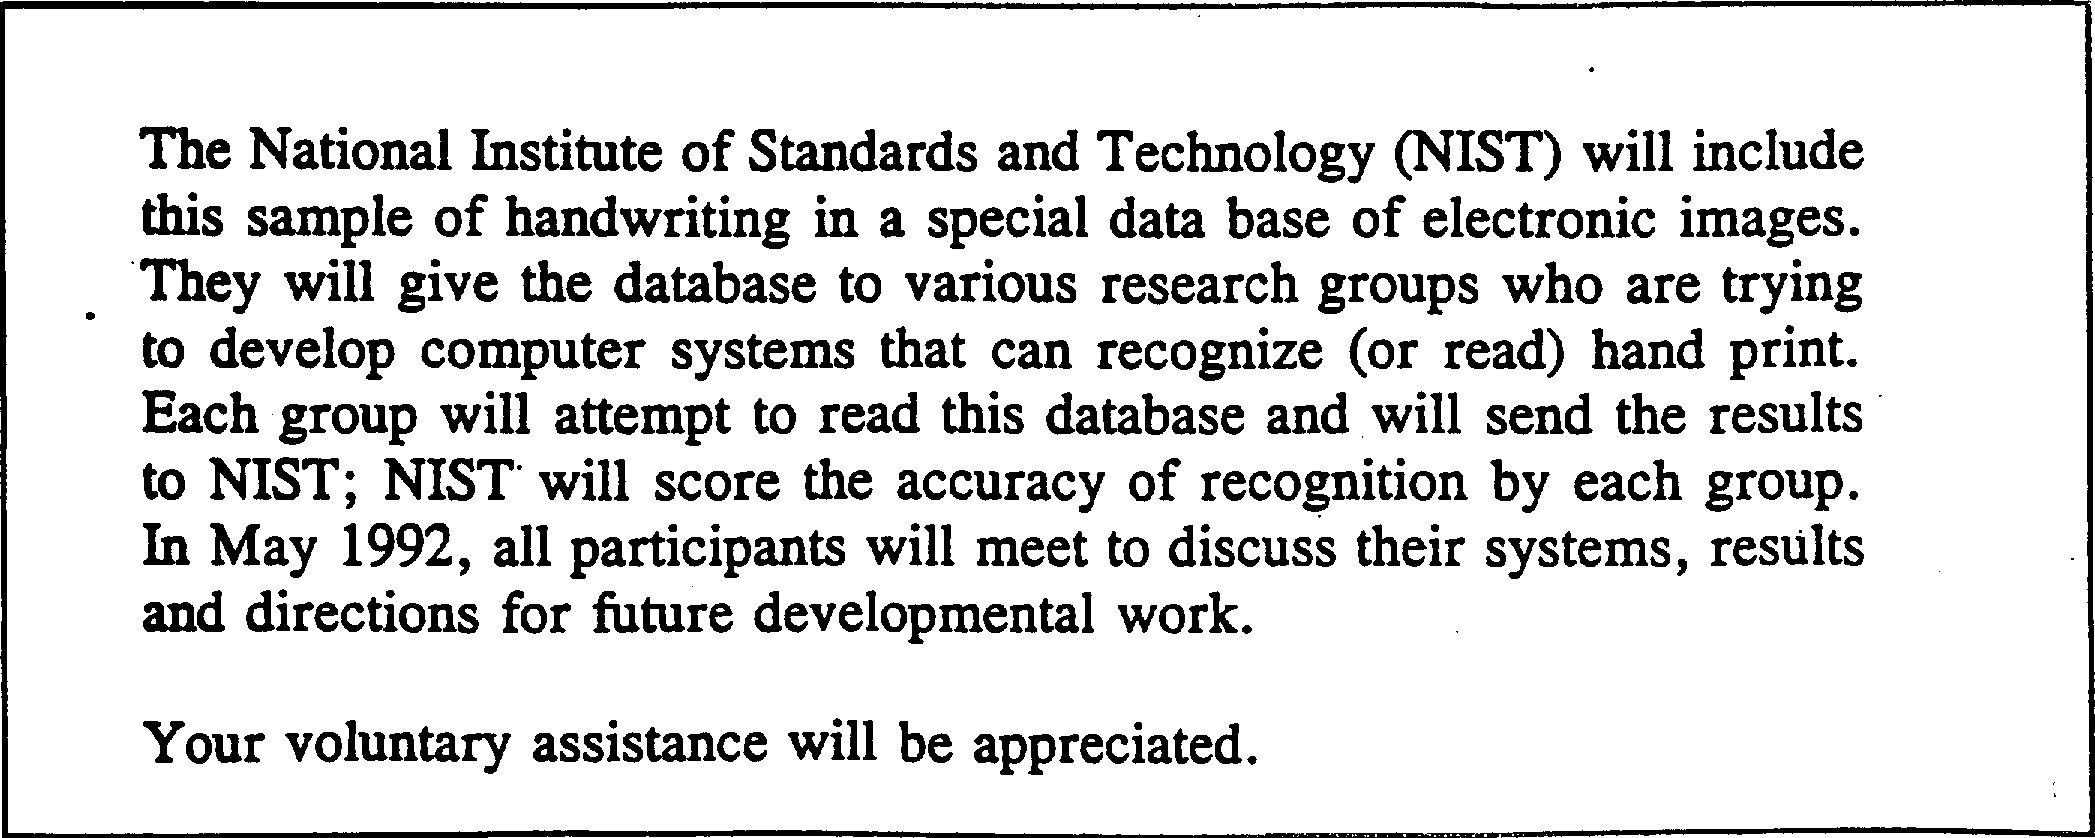 The National Institute of Standards and Technology (NIST) will include
this sample of handwriting in a special data base of electronic images.
They will give the database to various research groups who are trying
to develop computer systems that can recognize (or read) hand print.
Each group will attempt to read this database and will send the results
to NIST; NIST will score the accuracy of recognition by each group.
In May 1992, all participants will meet to discuss their systems, results
and directions for future developmental work.
Your voluntary assistance will be appreciated.